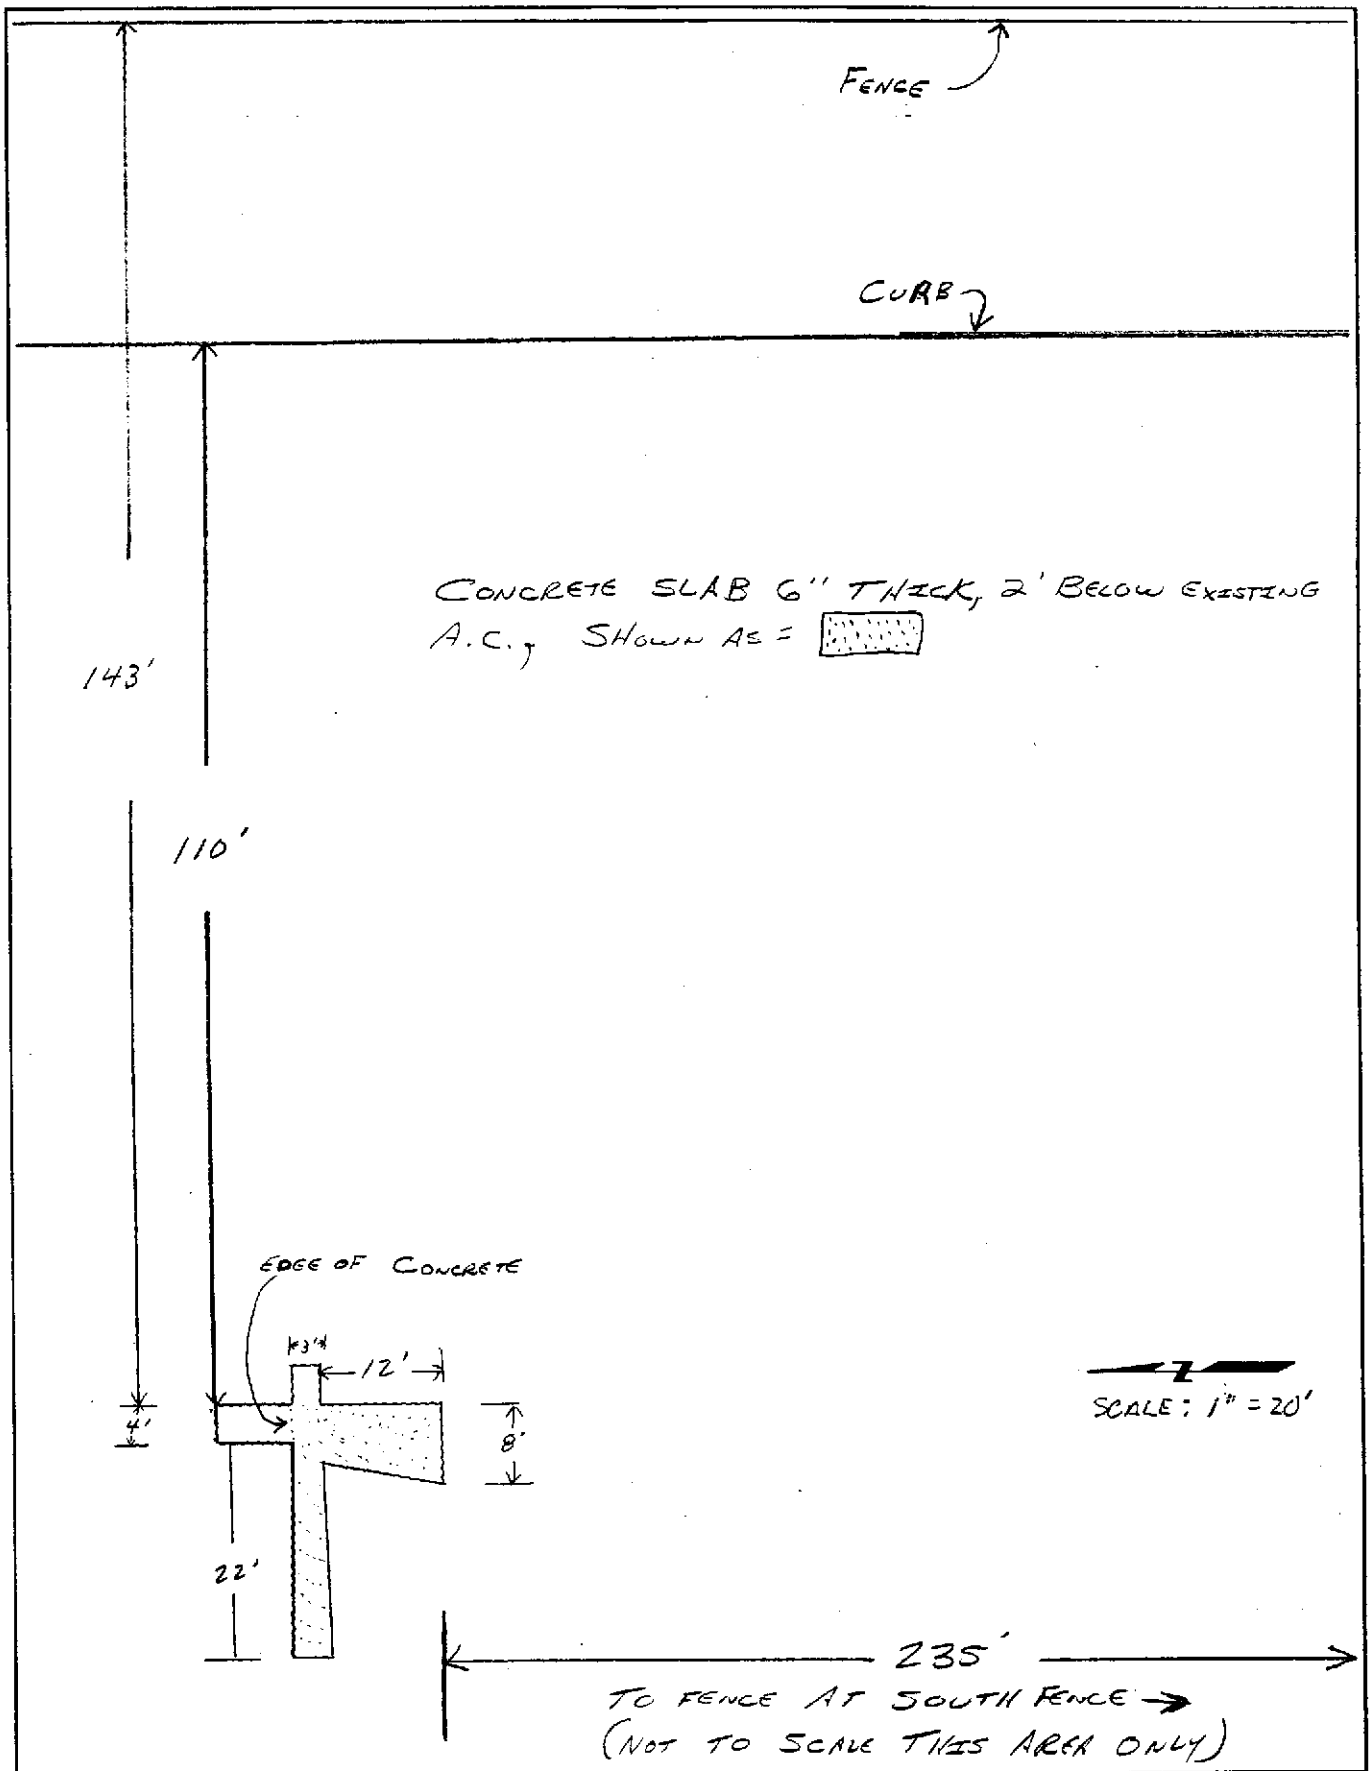 FENCE
CURB
CONCRETE SLAB 6" THICK, 2' BELOW EXISTING
A.C., SHOWN AS =
143'
110'
EDGE OF CONCRETE
3'
12'
4'
8'
Z
SCALE: 1" = 20'
22'
235'
TO FENCE AT SOUTH FENCE →
(NOT TO SCALE THIS AREA ONLY)